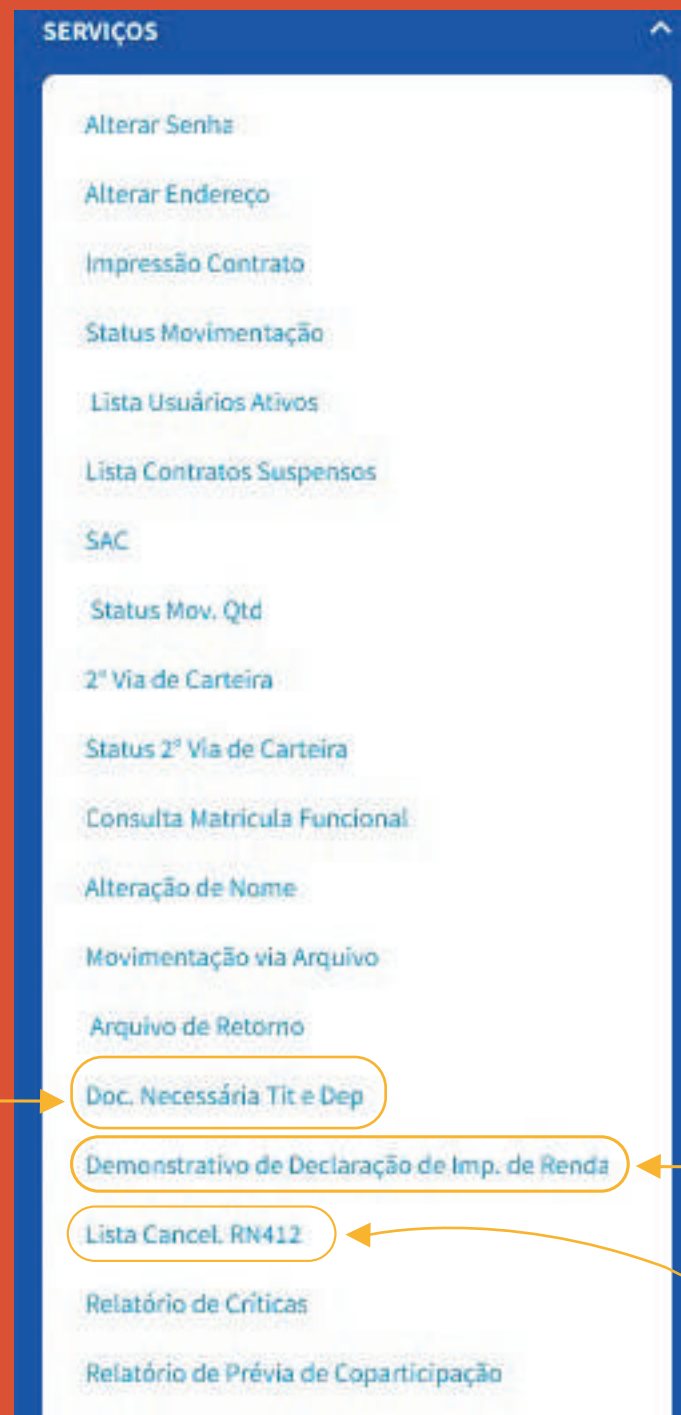 SERVIÇOS
Alterar Senha
Alterar Endereço
Impressão Contrato
Status Movimentação
Lista Usuários Ativos
Lista Contratos Suspensos
SAC
Status Mov. Qtd
2ª Via de Carteira
Status 2ª Via de Carteira
Consulta Matricula Funcional
Alteração de Nome
Movimentação via Arquivo
Arquivo de Retorno
Doc. Necessária Tit e Dep
Demonstrativo de Declaração de Imp. de Renda
Lista Cancel. RN412
Relatório de Críticas
Relatório de Prévia de Coparticipação